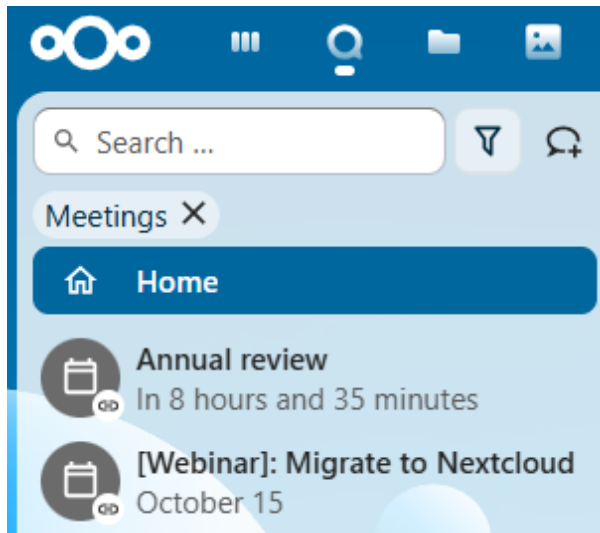 Search ...
Meetings
Home
Annual review
In 8 hours and 35 minutes
[Webinar]: Migrate to Nextcloud
October 15